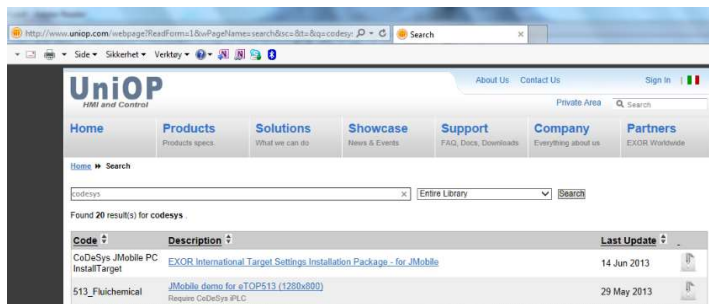 http://www.uniop.com/webpage?ReadForm=1&wPageName=search&sc=&t=&q=codesy
Search
Side Sikkerhet Verktøy
UniOP
HMI and Control
About Us Contact Us Sign In
Private Area Search
Home Products Solutions Showcase Support Company Partners
Products specs What we can do News & Events FAQ, Docs, Downloads Everything about us EXOR Worldwide
Home » Search
codesys Entire Library Search
Found 20 result(s) for codesys .
Code Description Last Update
CoDeSys JMobile PC InstallTarget EXOR International Target Settings Installation Package - for JMobile 14 Jun 2013
513_Fluichemical JMobile demo for eTOP513 (1280x800) 29 May 2013
Require CoDeSys iPLC